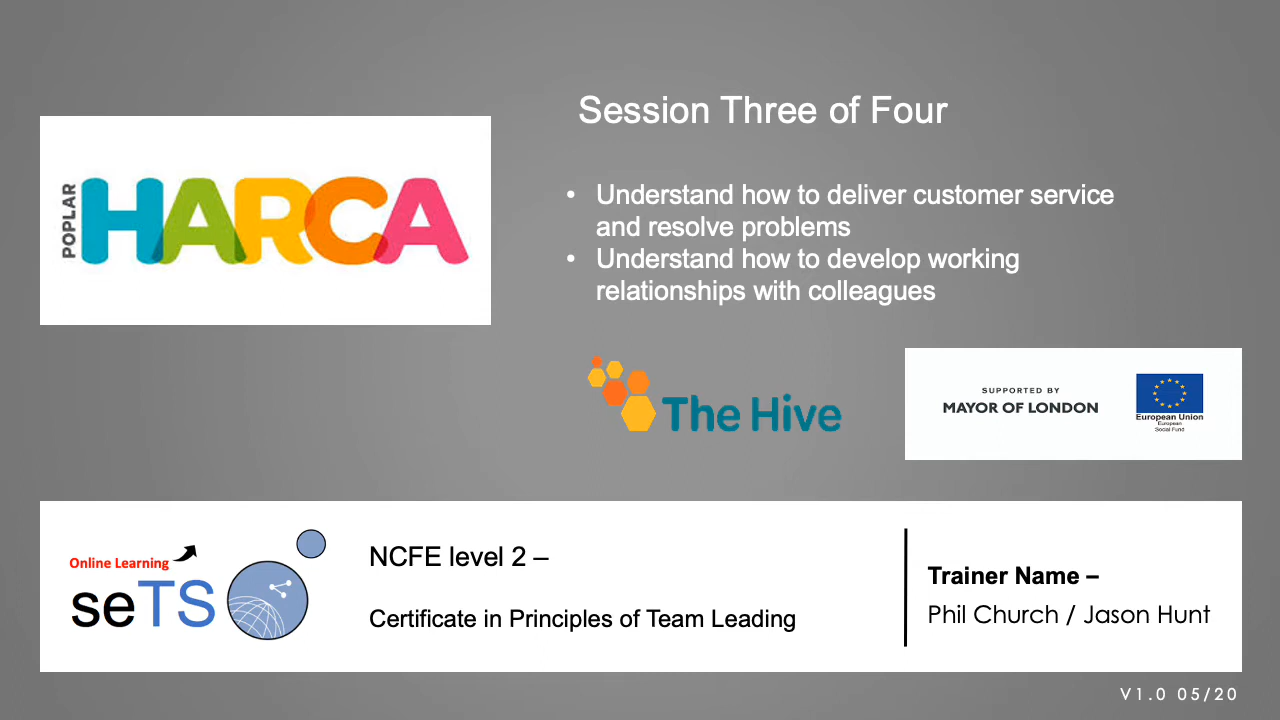 Session Three of Four
POPLAR
HARCA
• Understand how to deliver customer service
and resolve problems
• Understand how to develop working
relationships with colleagues
The Hive
SUPPORTED BY
MAYOR OF LONDON
European Union
European
Social Fund
Online Learning
seTS
NCFE level 2 –
Certificate in Principles of Team Leading
Trainer Name –
Phil Church / Jason Hunt
V1.0 05/20